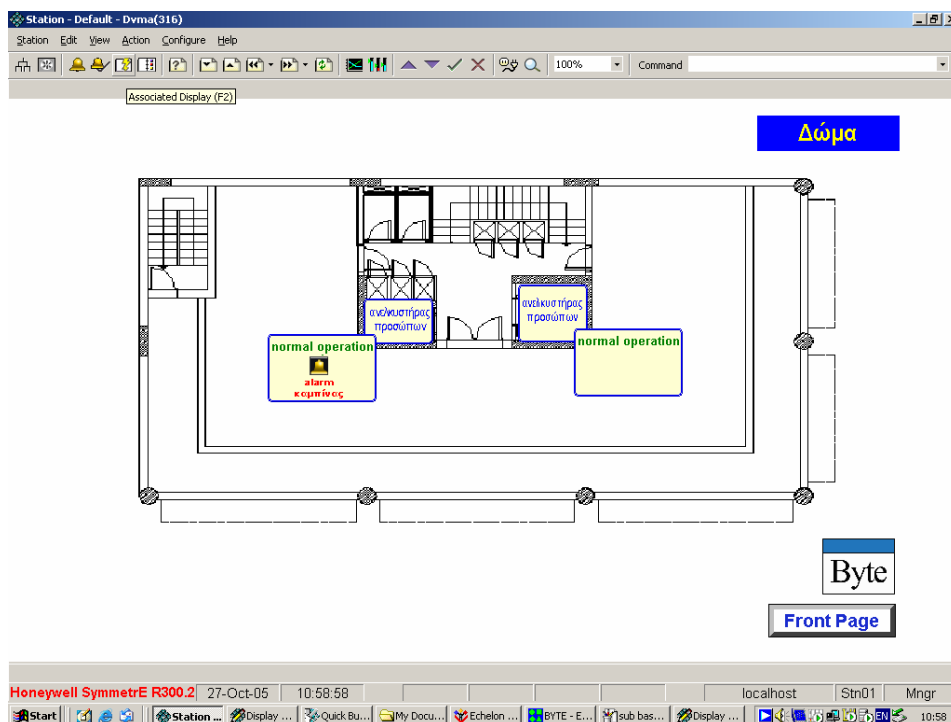 Station - Default - Dvma(316)
Station Edit View Action Configure Help
100% Command
Associated Display (F2)
Δώμα
ανελκυστήρας
προσώπων
ανελκυστήρας
προσώπων
normal operation
alarm
καμπίνας
normal operation
Byte
Front Page
Honeywell SymmetrE R300.2 27-Oct-05 10:58:58 localhost Stn01 Mngr
Start Station ... Display ... Quick Bu... My Docu... Echelon ... BYTE - E... sub bas... Display ... EN 10:58